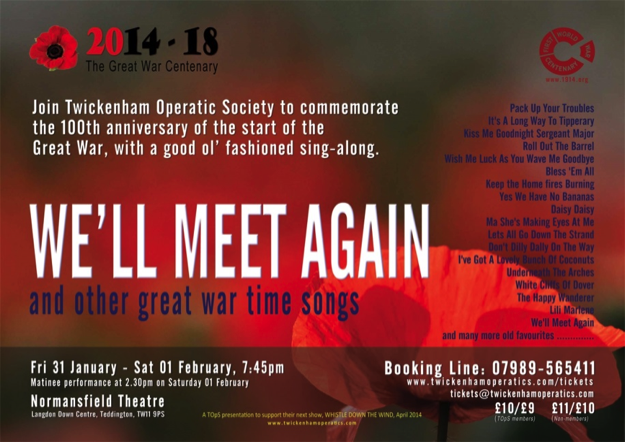 2014 - 18
The Great War Centenary
FIRST WORLD WAR CENTENARY
www.1914.org
Join Twickenham Operatic Society to commemorate
the 100th anniversary of the start of the
Great War, with a good ol' fashioned sing-along.
Pack Up Your Troubles
It's A Long Way To Tipperary
Kiss Me Goodnight Sergeant Major
Roll Out The Barrel
Wish Me Luck As You Wave Me Goodbye
Bless 'Em All
Keep the Home fires Burning
Yes We Have No Bananas
Daisy Daisy
Ma She's Making Eyes At Me
Lets All Go Down The Strand
Don't Dilly Dally On The Way
I've Got A Lovely Bunch Of Coconuts
Underneath The Arches
White Cliffs Of Dover
The Happy Wanderer
Lili Marlene
We'll Meet Again
and many more old favourites .............
WE'LL MEET AGAIN
and other great war time songs
Fri 31 January - Sat 01 February, 7:45pm
Matinee performance at 2.30pm on Saturday 01 February
Normansfield Theatre
Langdon Down Centre, Teddington, TW11 9PS
A TOpS presentation to support their next show, WHISTLE DOWN THE WIND, April 2014
www.twickenhamoperatics.com
Booking Line: 07989-565411
www.twickenhamoperatics.com/tickets
tickets@twickenhamoperatics.com
£10/£9 £11/£10
(TOpS members) (Non members)